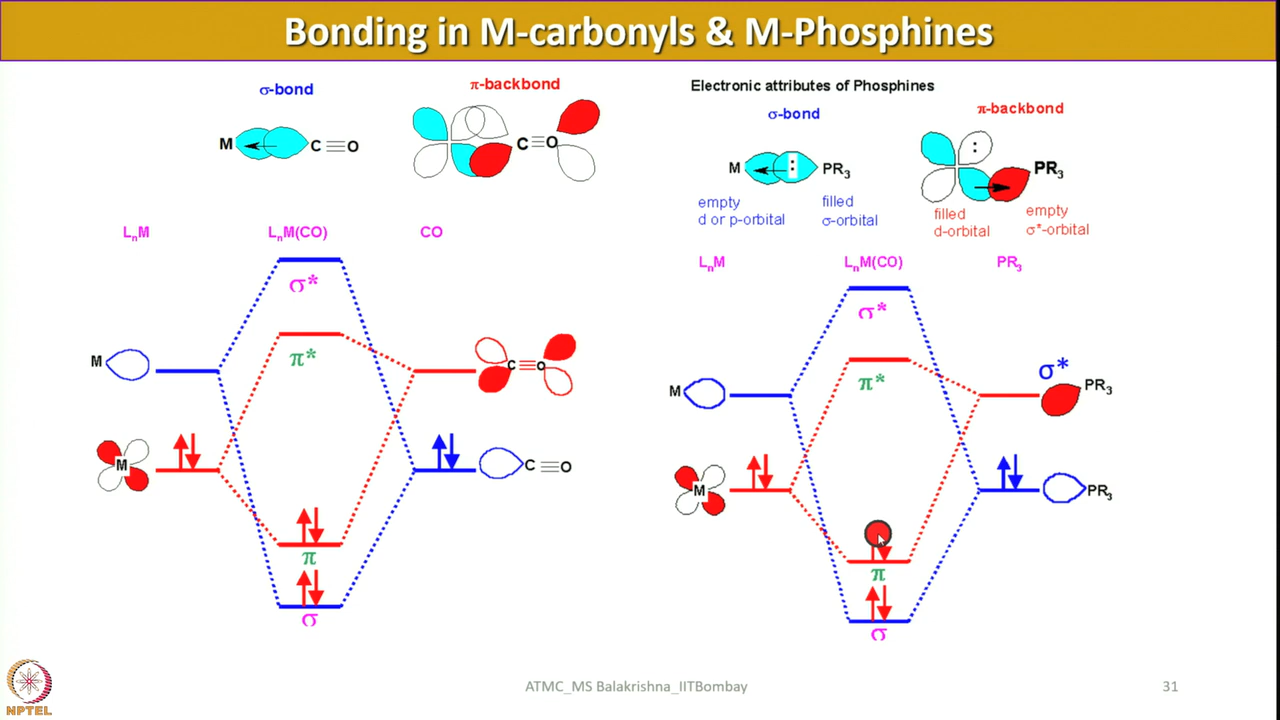 Bonding in M-carbonyls & M-Phosphines
σ-bond
π-backbond
M C≡O
C≡O
Electronic attributes of Phosphines
σ-bond
π-backbond
M : PR3
: PR3
empty
d or p-orbital
filled
σ-orbital
filled
d-orbital
empty
σ*-orbital
LnM
LnM(CO)
CO
σ*
π*
M
C≡O
M
C≡O
π
σ
LnM
LnM(CO)
PR3
σ*
π*
M
σ*
PR3
M
PR3
π
σ
NPTEL
ATMC_MS Balakrishna_IITBombay
31